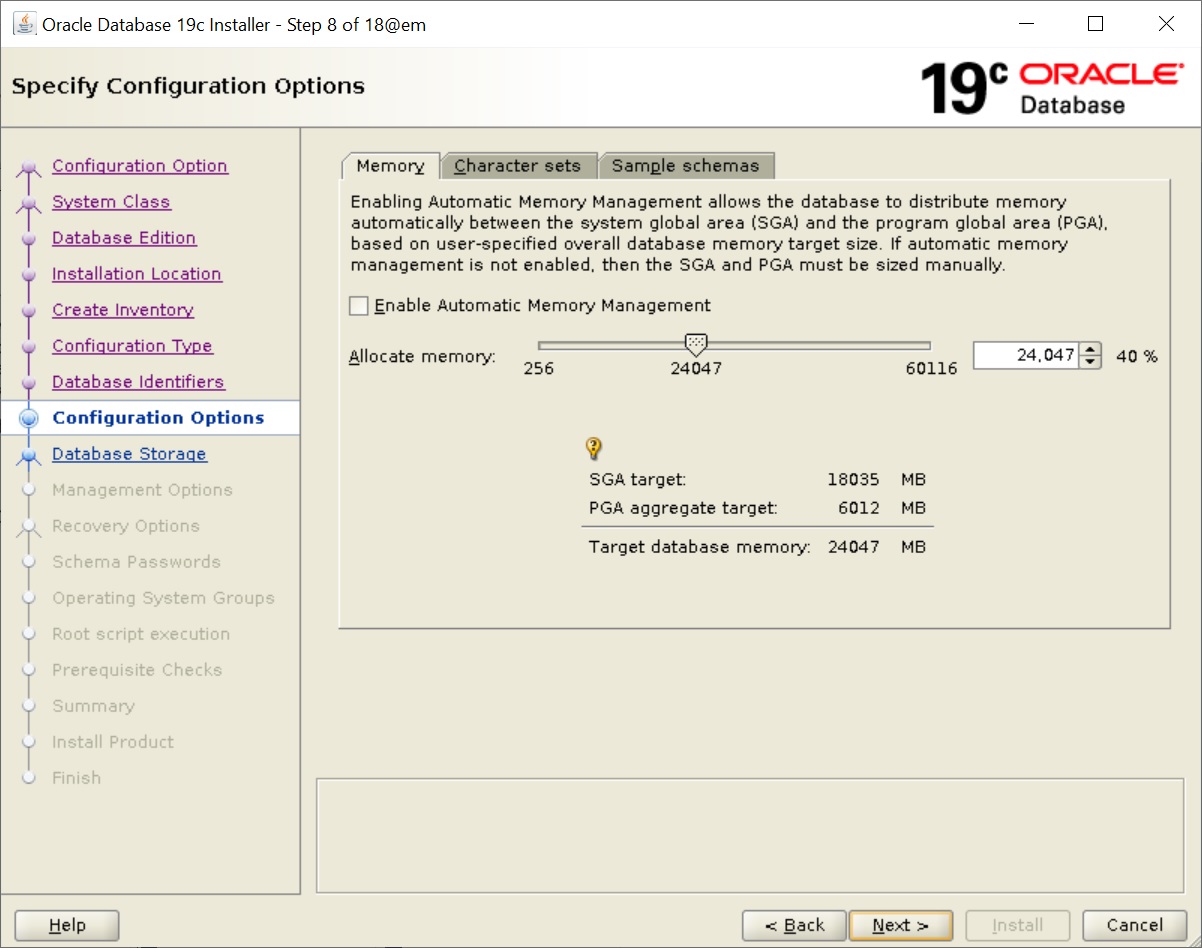 Oracle Database 19c Installer - Step 8 of 18@em
Specify Configuration Options
19c ORACLE
Database
Configuration Option
System Class
Database Edition
Installation Location
Create Inventory
Configuration Type
Database Identifiers
Configuration Options
Database Storage
Management Options
Recovery Options
Schema Passwords
Operating System Groups
Root script execution
Prerequisite Checks
Summary
Install Product
Finish
Memory Character sets Sample schemas
Enabling Automatic Memory Management allows the database to distribute memory
automatically between the system global area (SGA) and the program global area (PGA),
based on user-specified overall database memory target size. If automatic memory
management is not enabled, then the SGA and PGA must be sized manually.
Enable Automatic Memory Management
Allocate memory: 24,047 40 %
256 24047 60116
SGA target: 18035 MB
PGA aggregate target: 6012 MB
Target database memory: 24047 MB
Help < Back Next > Install Cancel